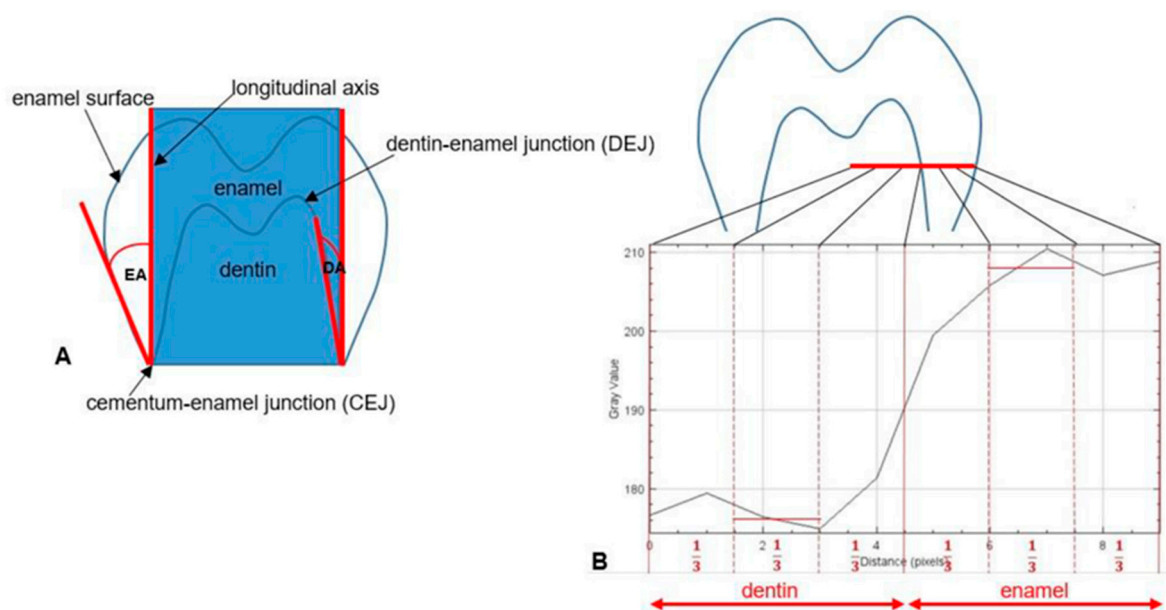 enamel surface
longitudinal axis
dentin-enamel junction (DEJ)
enamel
EA
dentin
DA
A
cementum-enamel junction (CEJ)
210
200
190
180
Gray Value
0
2
4
6
8
1/3
1/3
1/3
1/3
1/3
1/3
Distance (pixels)
B
dentin
enamel